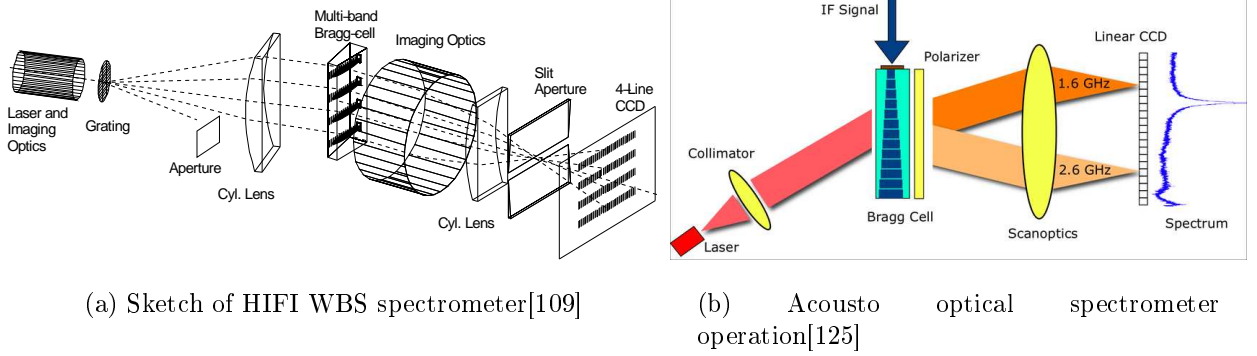 Multi-band
Bragg-cell
Imaging Optics
Slit
Aperture
4-Line
CCD
Laser and
Imaging
Optics
Grating
Aperture
Cyl. Lens
Cyl. Lens
IF Signal
Polarizer
Linear CCD
1.6 GHz
Collimator
2.6 GHz
Bragg Cell
Scanoptics
Spectrum
Laser
(a) Sketch of HIFI WBS spectrometer[109]
(b) Acousto optical spectrometer
operation[125]